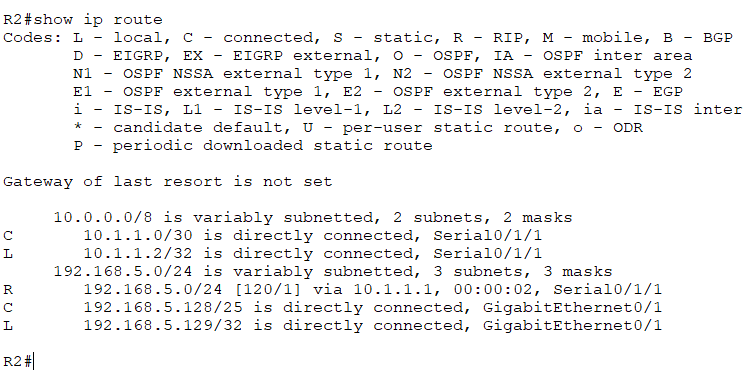 R2#show ip route
Codes: L - local, C - connected, S - static, R - RIP, M - mobile, B - BGP
D - EIGRP, EX - EIGRP external, O - OSPF, IA - OSPF inter area
N1 - OSPF NSSA external type 1, N2 - OSPF NSSA external type 2
E1 - OSPF external type 1, E2 - OSPF external type 2, E - EGP
i - IS-IS, L1 - IS-IS level-1, L2 - IS-IS level-2, ia - IS-IS inter
* - candidate default, U - per-user static route, o - ODR
P - periodic downloaded static route
Gateway of last resort is not set
10.0.0.0/8 is variably subnetted, 2 subnets, 2 masks
C 10.1.1.0/30 is directly connected, Serial0/1/1
L 10.1.1.2/32 is directly connected, Serial0/1/1
192.168.5.0/24 is variably subnetted, 3 subnets, 3 masks
R 192.168.5.0/24 [120/1] via 10.1.1.1, 00:00:02, Serial0/1/1
C 192.168.5.128/25 is directly connected, GigabitEthernet0/1
L 192.168.5.129/32 is directly connected, GigabitEthernet0/1
R2#